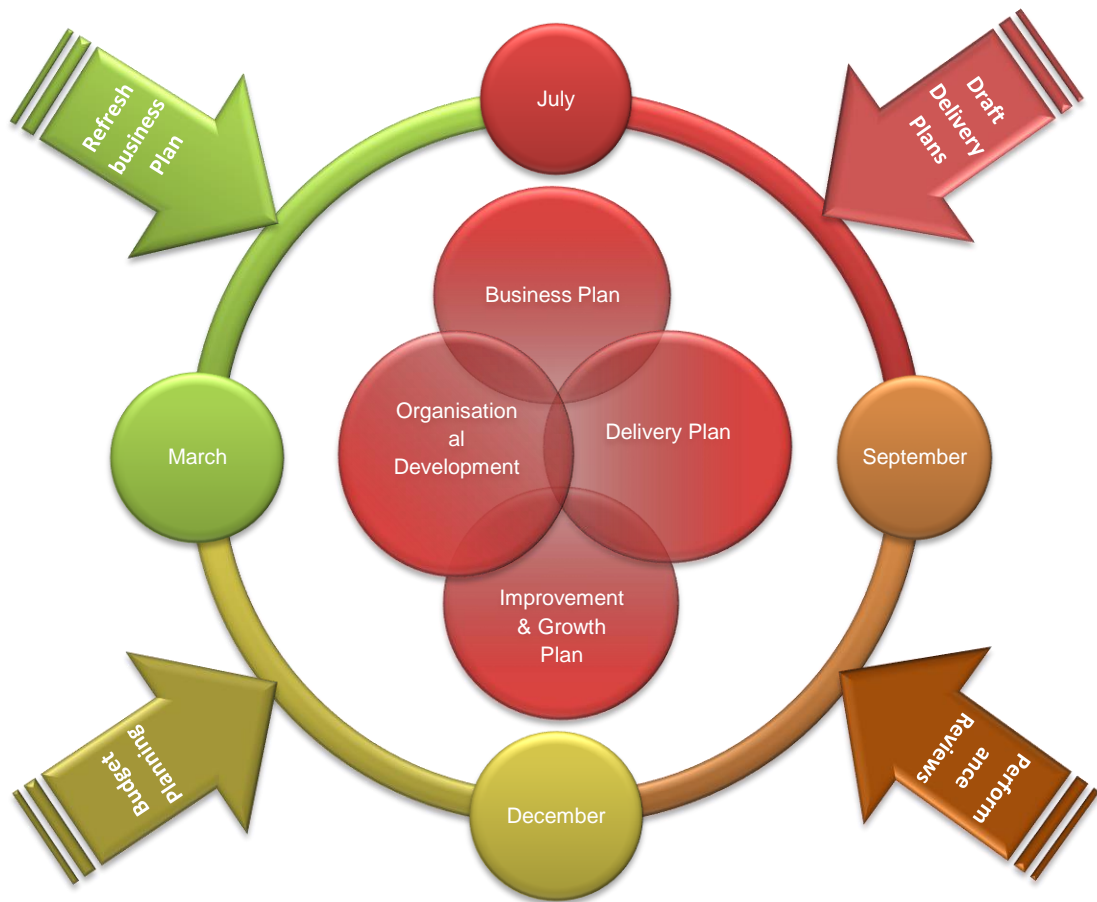 July
Refresh
business
Plan
Draft
Delivery
Plans
Business Plan
Organisation
al
Development
Delivery Plan
March
September
Improvement
& Growth
Plan
Budget
Planning
December
Perform
ance
Reviews